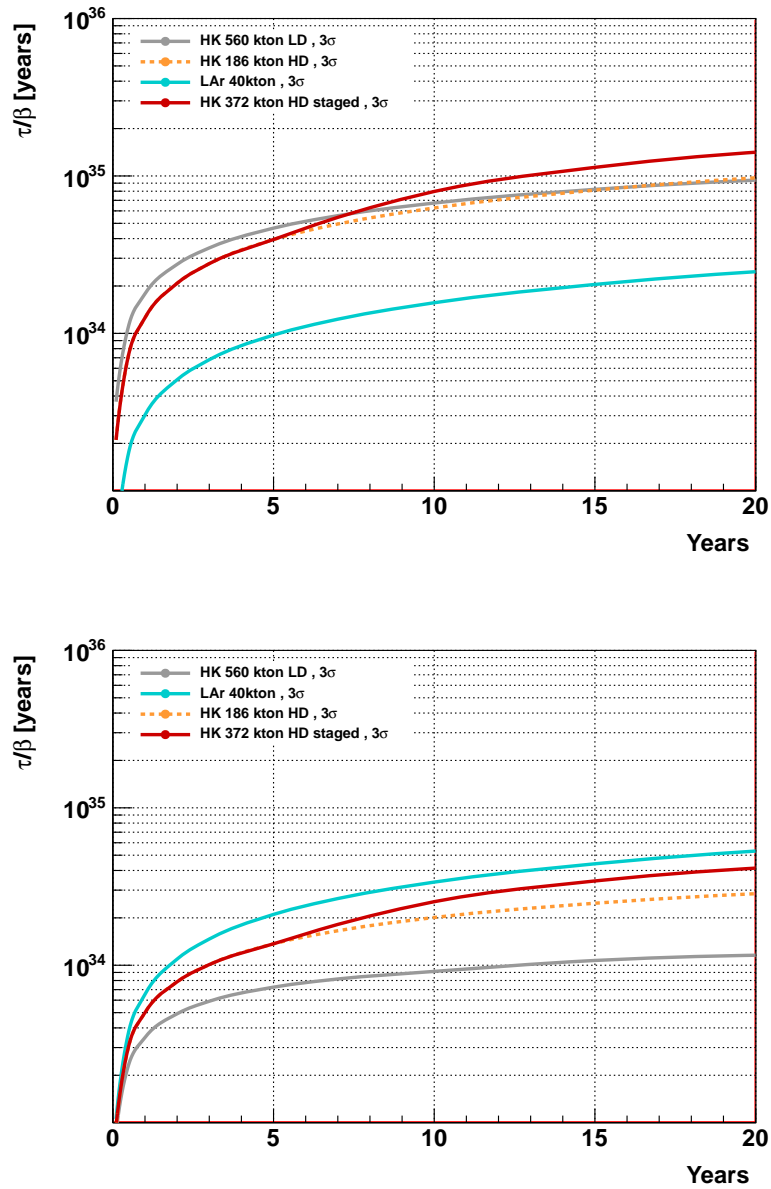 10^36
τ/β [years]
HK 560 kton LD , 3σ
HK 186 kton HD , 3σ
LAr 40kton , 3σ
HK 372 kton HD staged , 3σ
10^35
10^34
0 5 10 15 20
Years
10^36
τ/β [years]
HK 560 kton LD , 3σ
LAr 40kton , 3σ
HK 186 kton HD , 3σ
HK 372 kton HD staged , 3σ
10^35
10^34
0 5 10 15 20
Years